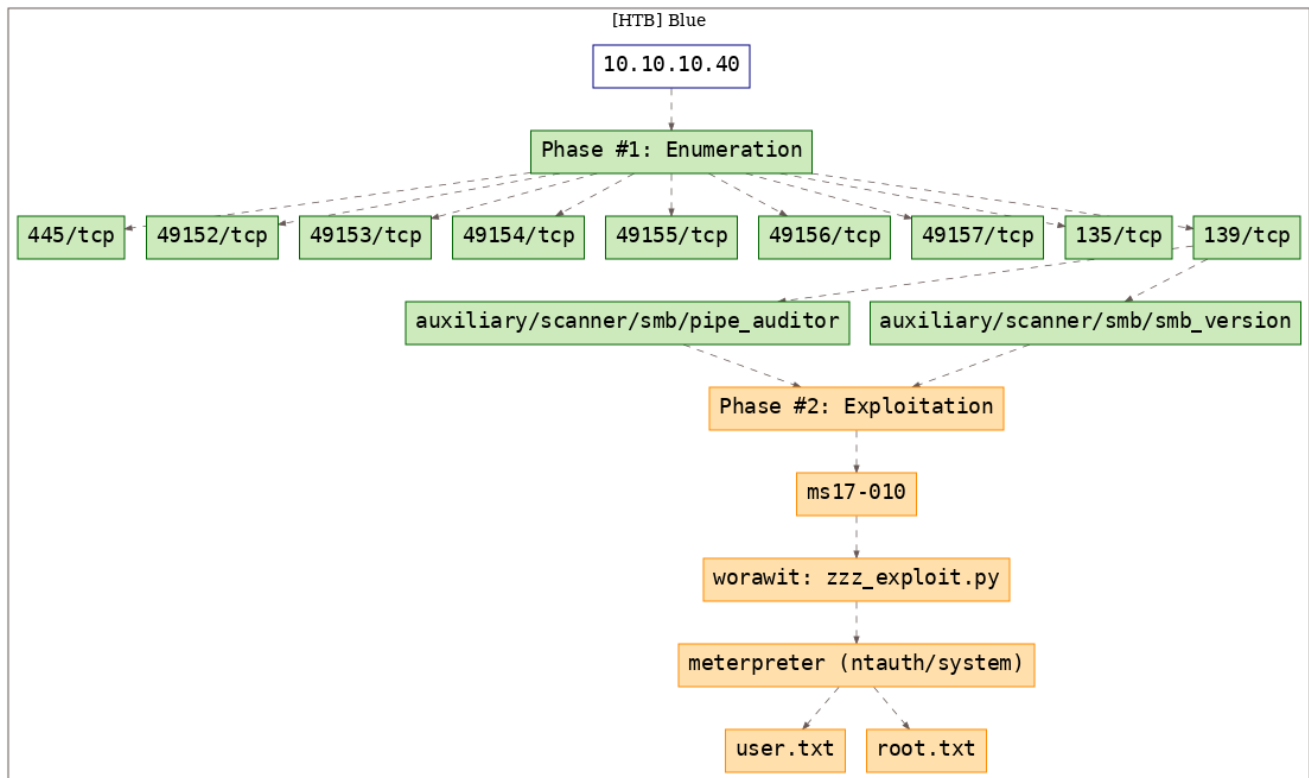 [HTB] Blue
10.10.10.40
Phase #1: Enumeration
445/tcp
49152/tcp
49153/tcp
49154/tcp
49155/tcp
49156/tcp
49157/tcp
135/tcp
139/tcp
auxiliary/scanner/smb/pipe_auditor
auxiliary/scanner/smb/smb_version
Phase #2: Exploitation
ms17-010
worawit: zzz_exploit.py
meterpreter (ntauth/system)
user.txt
root.txt